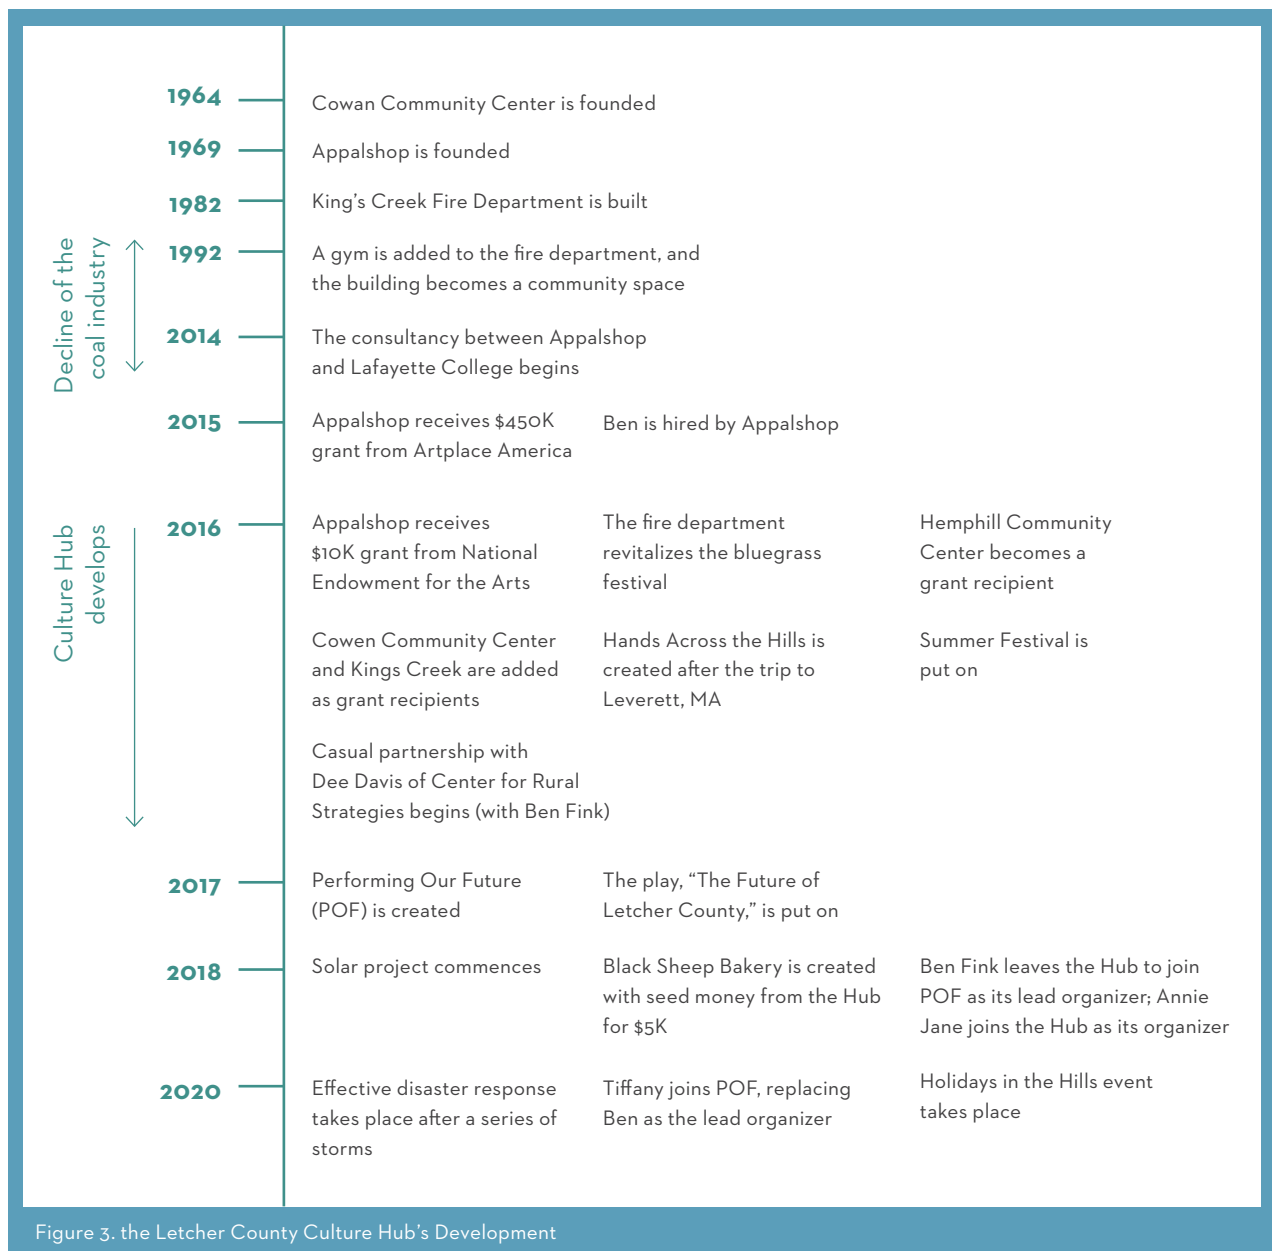 1964
Cowan Community Center is founded
1969
Appalshop is founded
1982
King’s Creek Fire Department is built
Decline of the
coal industry
1992
A gym is added to the fire department, and
the building becomes a community space
2014
The consultancy between Appalshop
and Lafayette College begins
2015
Appalshop receives $450K
grant from Artplace America
Ben is hired by Appalshop
Culture Hub
develops
2016
Appalshop receives
$10K grant from National
Endowment for the Arts
The fire department
revitalizes the bluegrass
festival
Hemphill Community
Center becomes a
grant recipient
Cowen Community Center
and Kings Creek are added
as grant recipients
Hands Across the Hills is
created after the trip to
Leverett, MA
Summer Festival is
put on
Casual partnership with
Dee Davis of Center for Rural
Strategies begins (with Ben Fink)
2017
Performing Our Future
(POF) is created
The play, “The Future of
Letcher County,” is put on
2018
Solar project commences
Black Sheep Bakery is created
with seed money from the Hub
for $5K
Ben Fink leaves the Hub to join
POF as its lead organizer; Annie
Jane joins the Hub as its organizer
2020
Effective disaster response
takes place after a series of
storms
Tiffany joins POF, replacing
Ben as the lead organizer
Holidays in the Hills event
takes place
Figure 3. the Letcher County Culture Hub’s Development